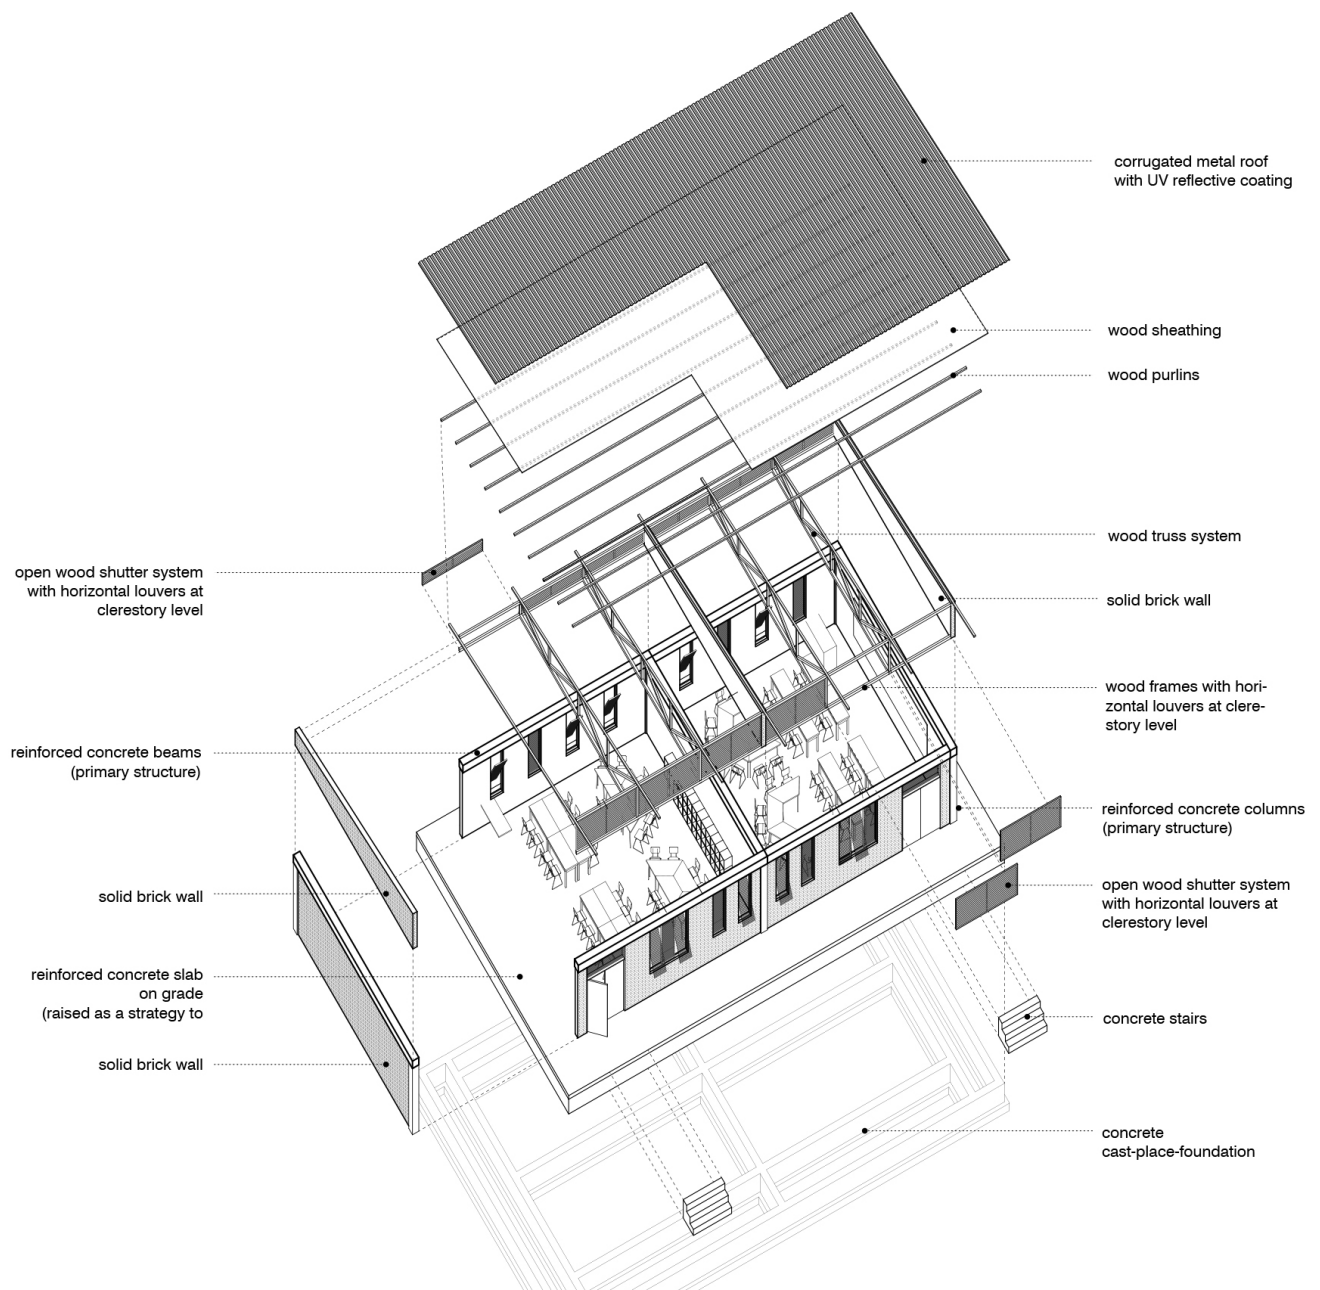 corrugated metal roof
with UV reflective coating
wood sheathing
wood purlins
wood truss system
open wood shutter system
with horizontal louvers at
clerestory level
solid brick wall
wood frames with hori-
zontal louvers at clere-
story level
reinforced concrete beams
(primary structure)
reinforced concrete columns
(primary structure)
solid brick wall
open wood shutter system
with horizontal louvers at
clerestory level
reinforced concrete slab
on grade
(raised as a strategy to
concrete stairs
solid brick wall
concrete
cast-place-foundation